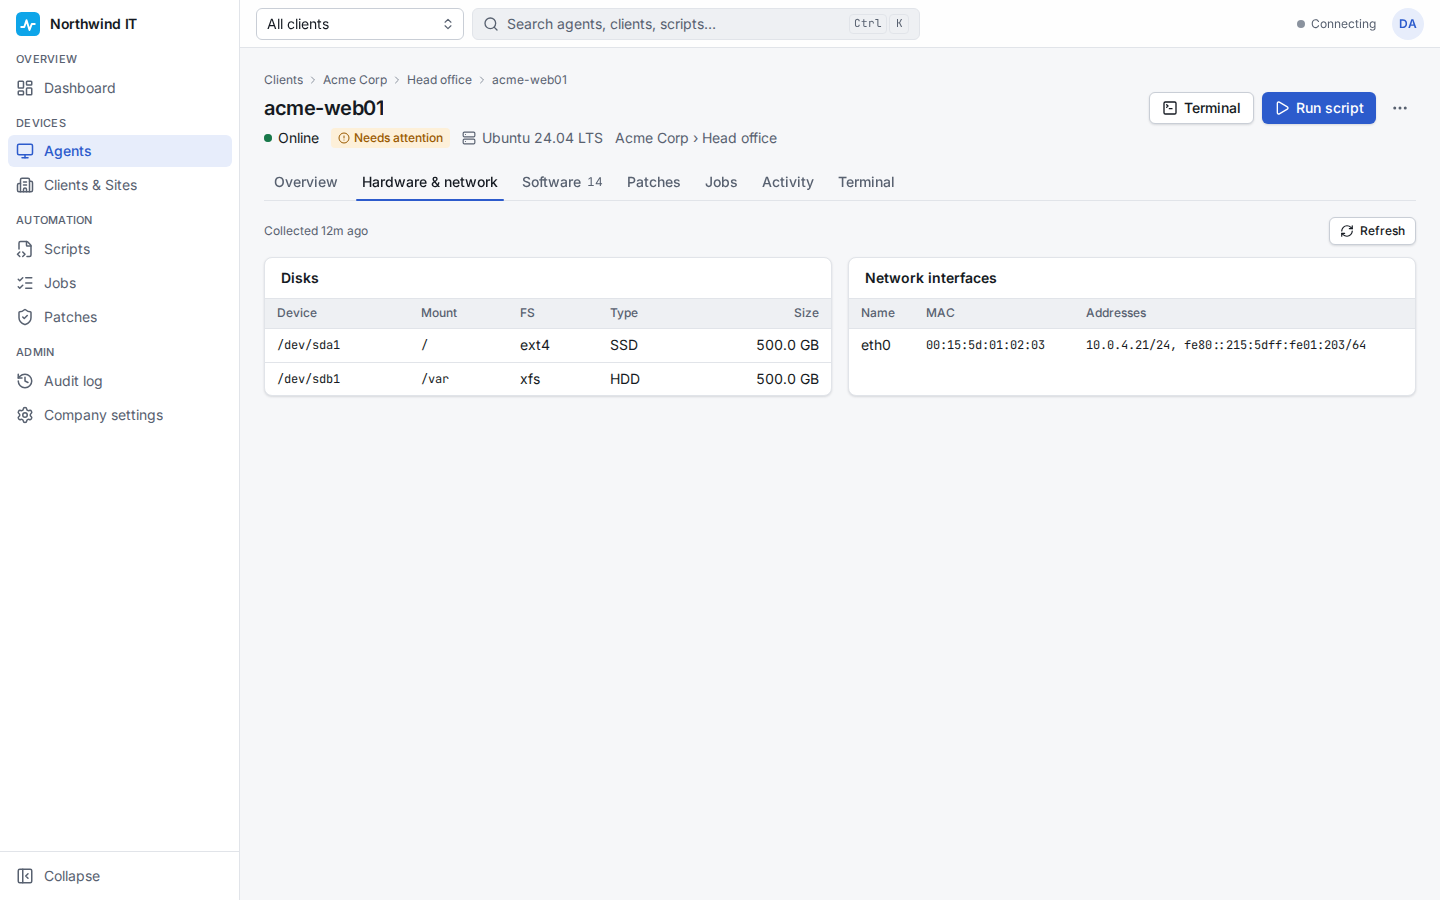 Northwind IT
OVERVIEW
Dashboard
DEVICES
Agents
Clients & Sites
AUTOMATION
Scripts
Jobs
Patches
ADMIN
Audit log
Company settings
Collapse
All clients
Search agents, clients, scripts...
Ctrl K
Connecting
DA
Clients > Acme Corp > Head office > acme-web01
acme-web01
Terminal
Run script
Online
Needs attention
Ubuntu 24.04 LTS
Acme Corp › Head office
Overview
Hardware & network
Software 14
Patches
Jobs
Activity
Terminal
Collected 12m ago
Refresh
Disks
Device Mount FS Type Size
/dev/sda1 / ext4 SSD 500.0 GB
/dev/sdb1 /var xfs HDD 500.0 GB
Network interfaces
Name MAC Addresses
eth0 00:15:5d:01:02:03 10.0.4.21/24, fe80::215:5dff:fe01:203/64